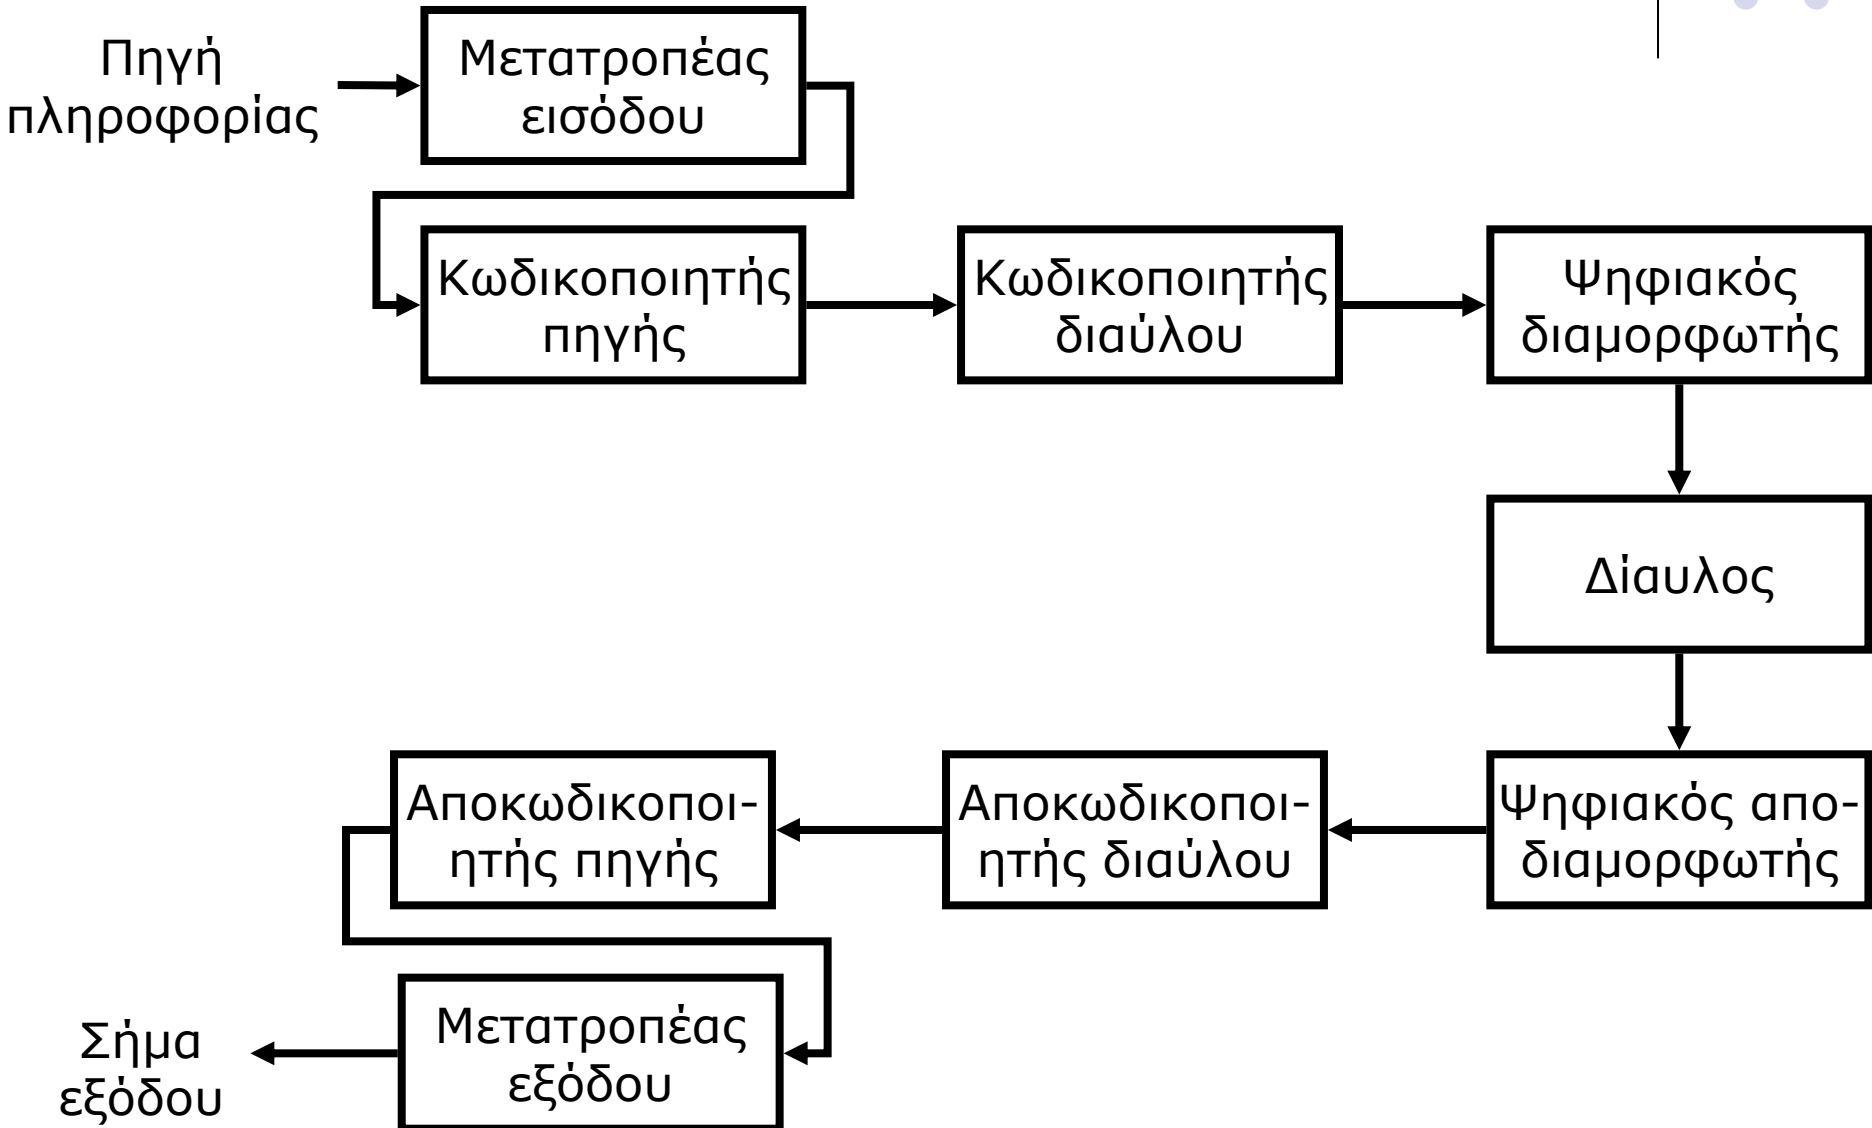 Πηγή
πληροφορίας
Μετατροπέας
εισόδου
Κωδικοποιητής
πηγής
Κωδικοποιητής
διαύλου
Ψηφιακός
διαμορφωτής
Δίαυλος
Ψηφιακός απο-
διαμορφωτής
Αποκωδικοποι-
ητής διαύλου
Αποκωδικοποι-
ητής πηγής
Μετατροπέας
εξόδου
Σήμα
εξόδου